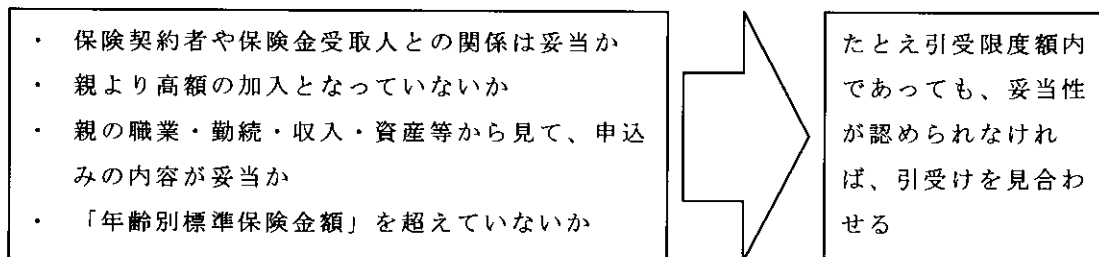 ・ 保険契約者や保険金受取人との関係は妥当か
・ 親より高額の加入となっていないか
・ 親の職業・勤続・収入・資産等から見て、申込
みの内容が妥当か
・ 「年齢別標準保険金額」を超えていないか
たとえ引受限度額内
であっても、妥当性
が認められなけれ
ば、引受けを見合わ
せる